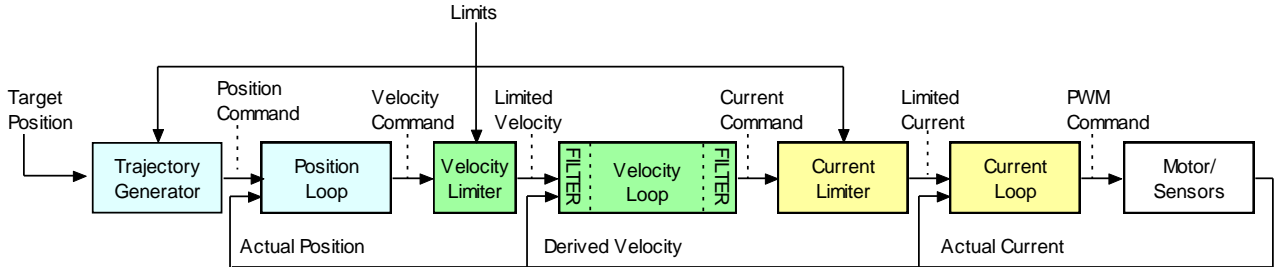 Limits
Target
Position
Position
Command
Velocity
Command
Limited
Velocity
Current
Command
Limited
Current
PWM
Command
Trajectory
Generator
Position
Loop
Velocity
Limiter
FILTER
Velocity
Loop
FILTER
Current
Limiter
Current
Loop
Motor/
Sensors
Actual Position
Derived Velocity
Actual Current